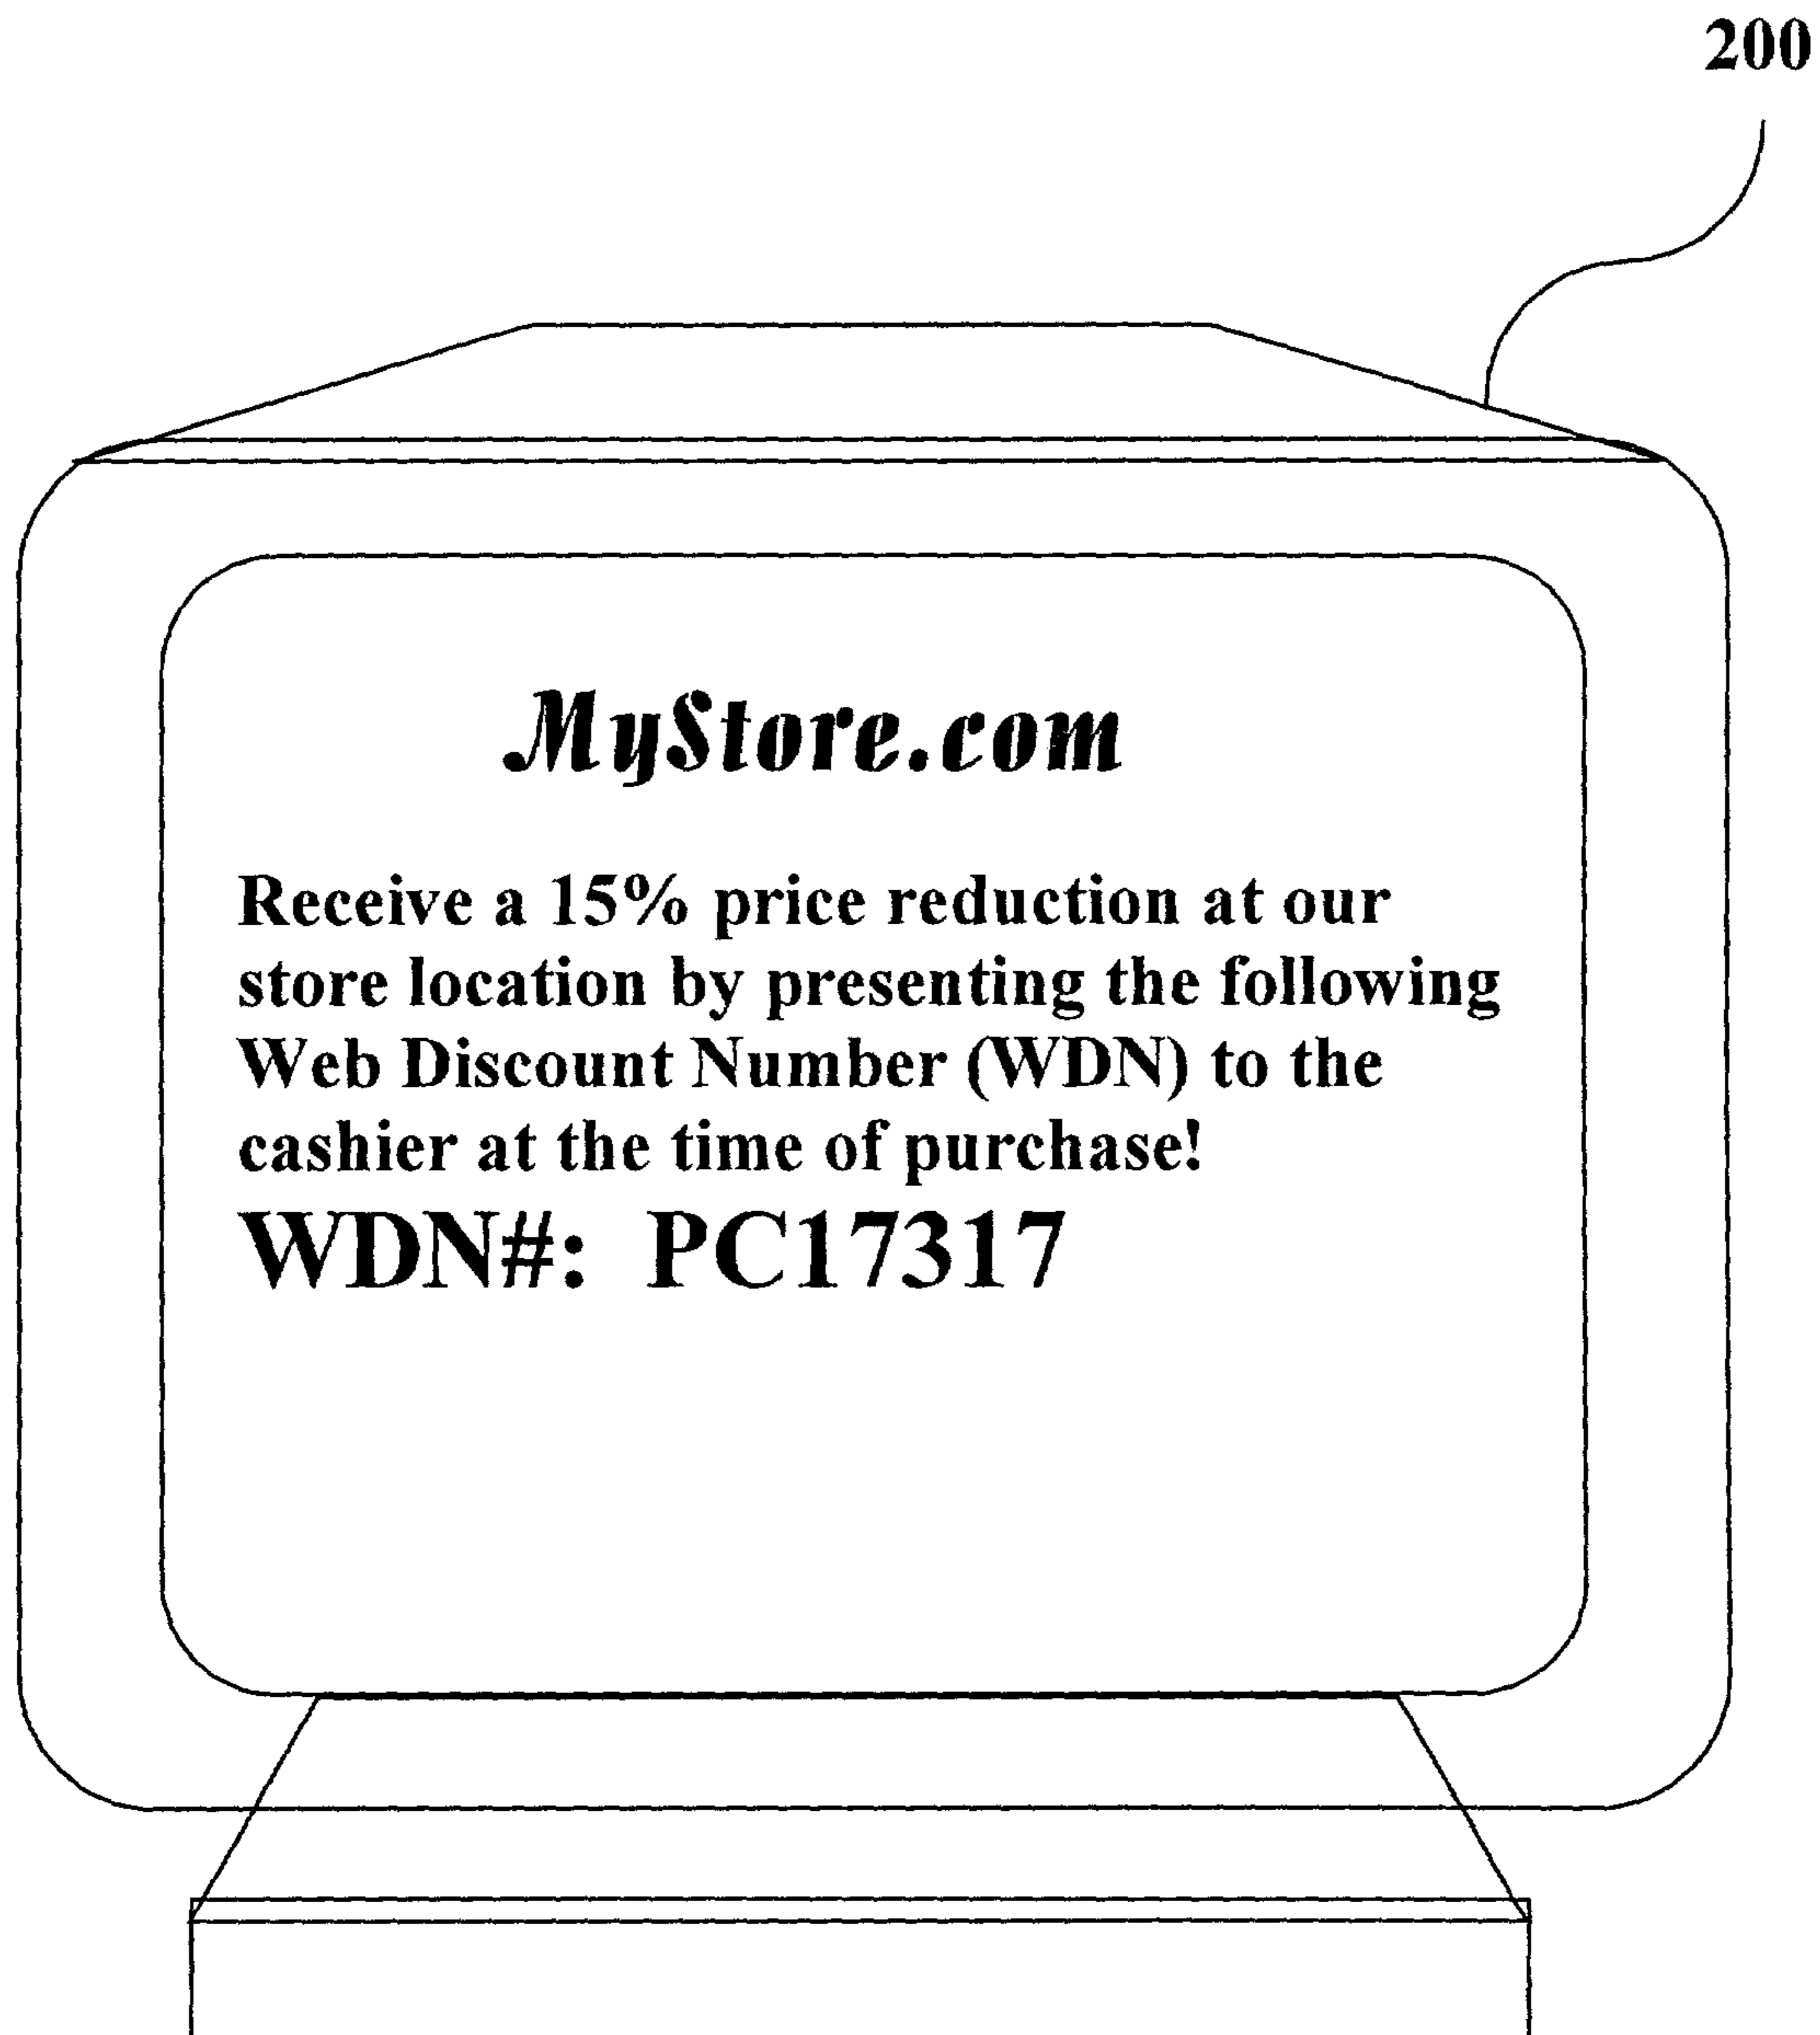 200
MyStore.com
Receive a 15% price reduction at our
store location by presenting the following
Web Discount Number (WDN) to the
cashier at the time of purchase!
WDN#: PC17317